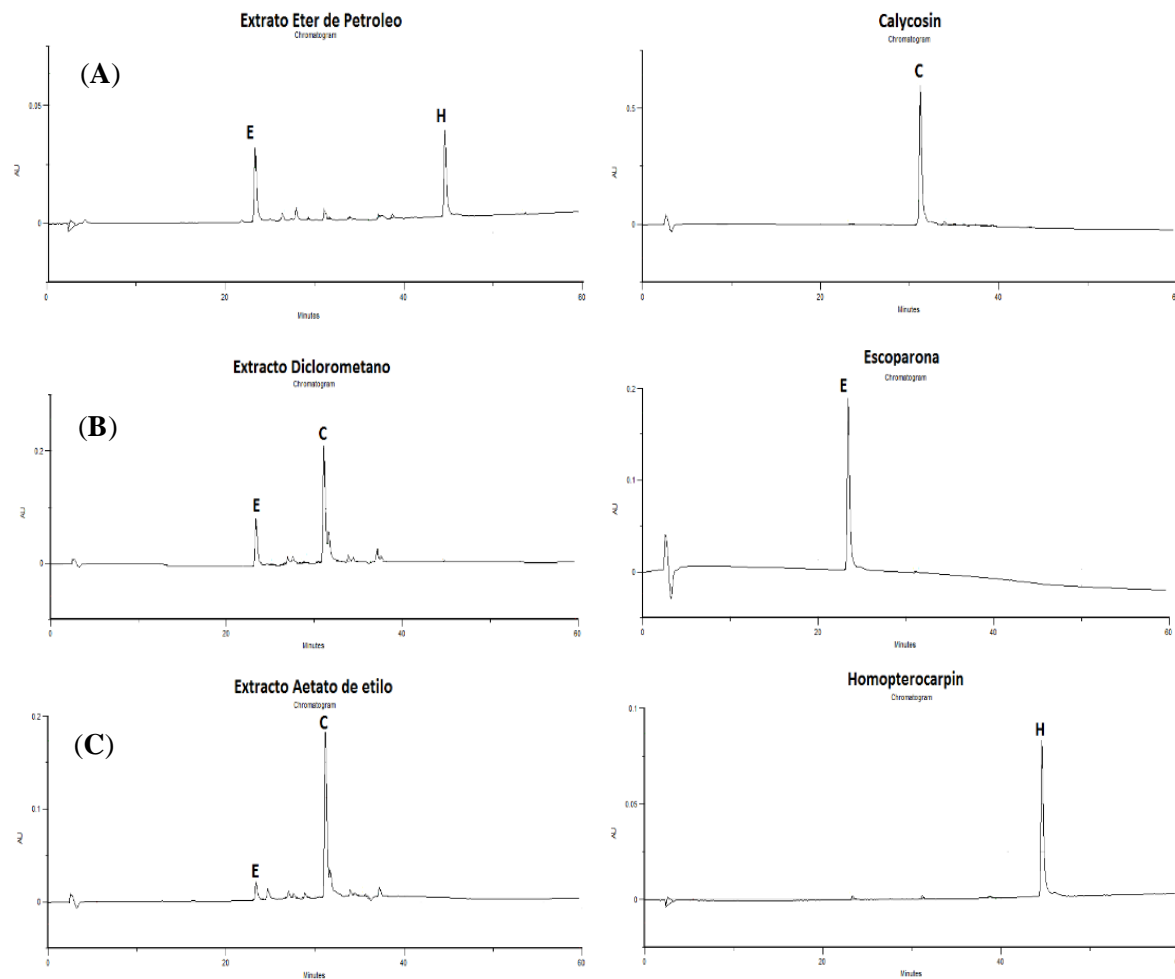 Extrato Eter de Petroleo
Chromatogram
(A)
E
H
0.05
0
AU
0
20
40
60
Minutes
Calycosin
Chromatogram
C
0.5
0
AU
0
20
40
Minutes
Extracto Diclorometano
Chromatogram
(B)
C
E
0.2
0
AU
0
20
40
60
Minutes
Escoparona
Chromatogram
E
0.2
0.1
0
AU
0
20
40
60
Minutes
Extracto Aetato de etilo
Chromatogram
(C)
C
E
0.2
0.1
0
AU
0
20
40
60
Minutes
Homopterocarpin
Chromatogram
H
0.1
0.05
0
AU
0
20
40
Minutes